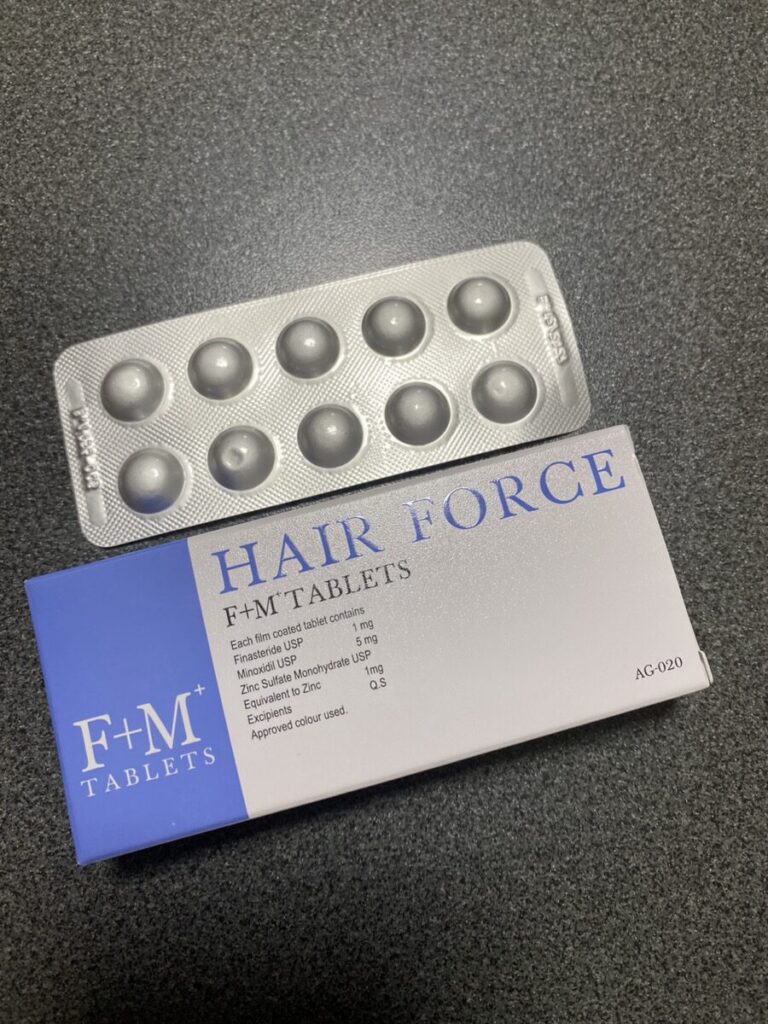 HAIR FORCE
F+M+ TABLETS
Each film coated tablet contains
Finasteride USP 1 mg
Minoxidil USP 5 mg
Zinc Sulfate Monohydrate USP
Equivalent to Zinc 1mg
Excipients Q.S
Approved colour used.
AG-020
F+M+
TABLETS